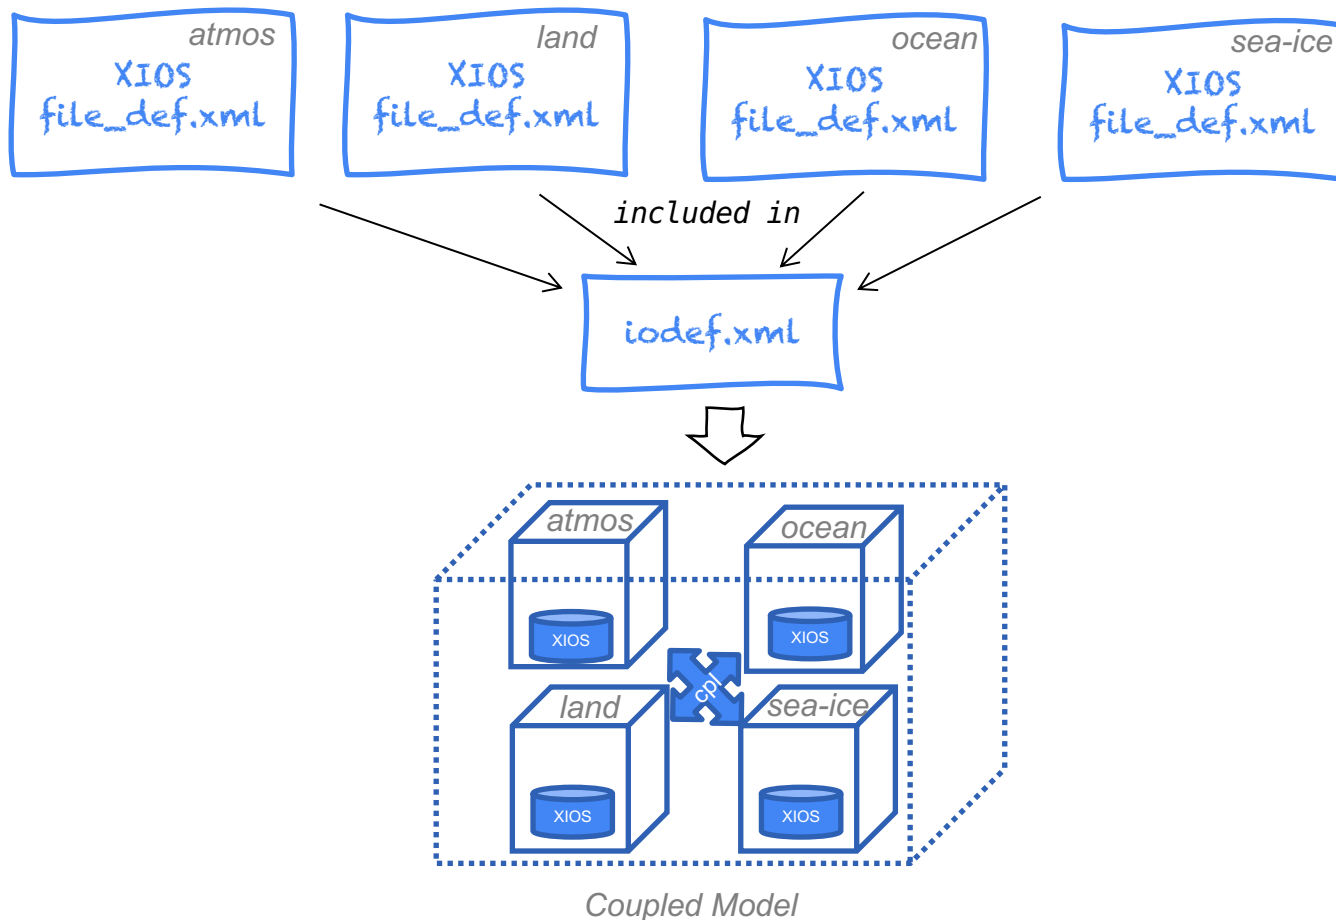 atmos
XIOS
file_def.xml
land
XIOS
file_def.xml
ocean
XIOS
file_def.xml
sea-ice
XIOS
file_def.xml
included in
iodef.xml
atmos
XIOS
ocean
XIOS
cpl
land
XIOS
sea-ice
XIOS
Coupled Model